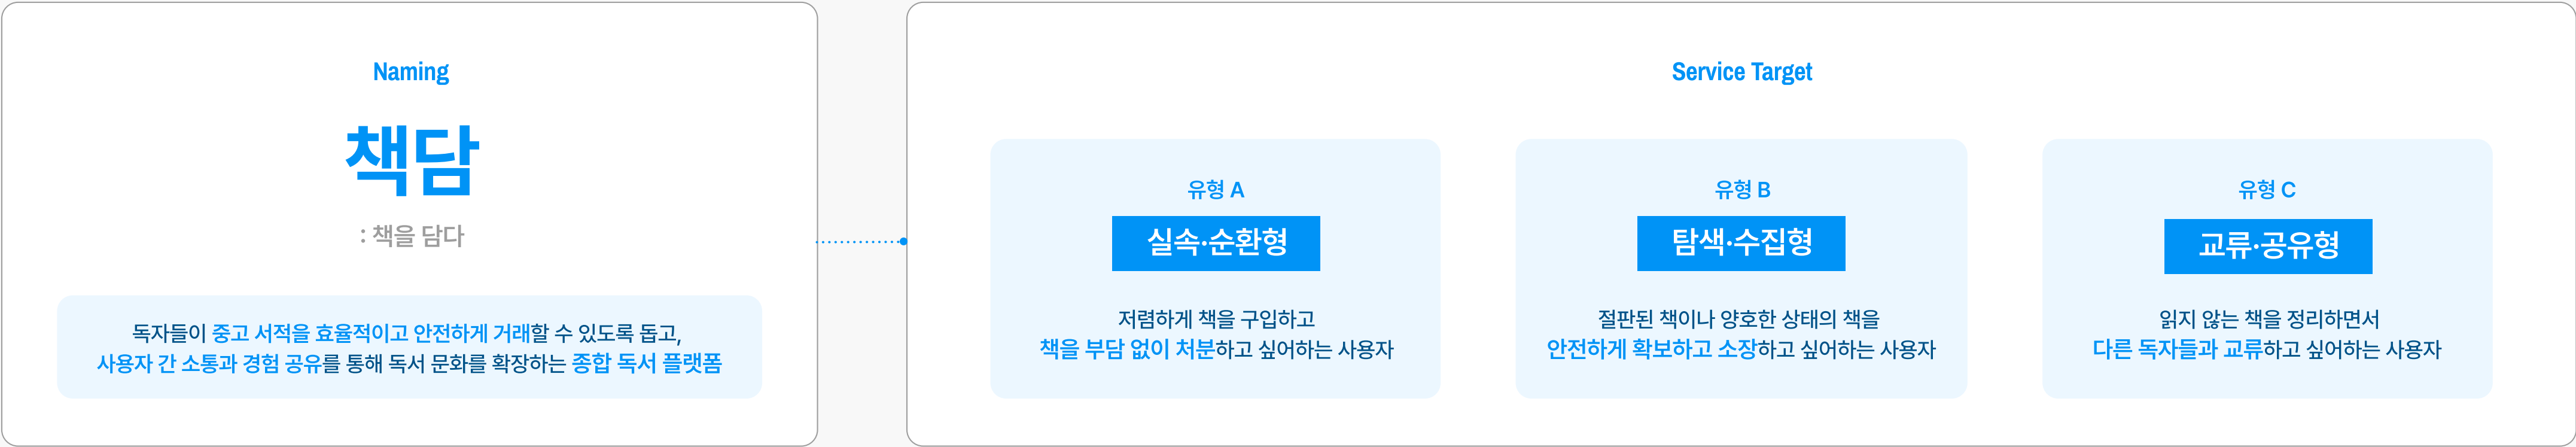 Naming
책담
: 책을 담다
독자들이 중고 서적을 효율적이고 안전하게 거래할 수 있도록 돕고,
사용자 간 소통과 경험 공유를 통해 독서 문화를 확장하는 종합 독서 플랫폼
Service Target
유형 A
실속·순환형
저렴하게 책을 구입하고
책을 부담 없이 처분하고 싶어하는 사용자
유형 B
탐색·수집형
절판된 책이나 양호한 상태의 책을
안전하게 확보하고 소장하고 싶어하는 사용자
유형 C
교류·공유형
읽지 않는 책을 정리하면서
다른 독자들과 교류하고 싶어하는 사용자